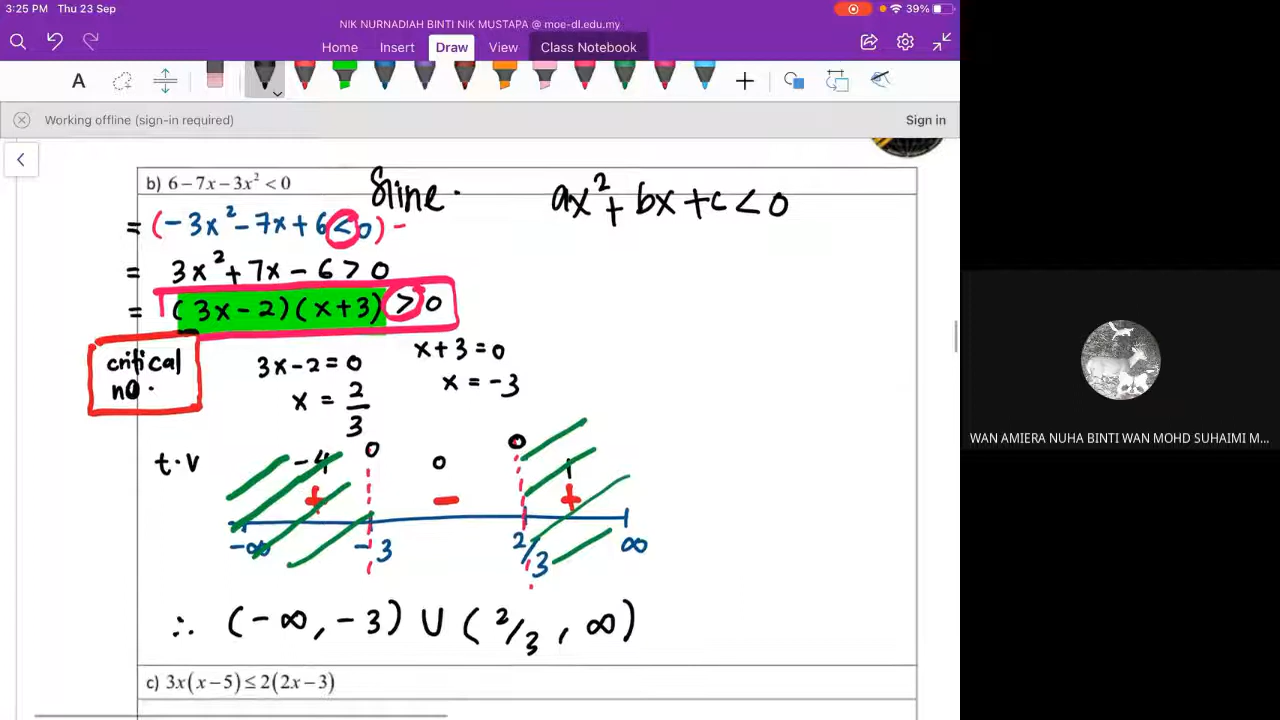 3:25 PM Thu 23 Sep
39%
NIK NURNADIAH BINTI NIK MUSTAPA @ moe-dl.edu.my
Home Insert Draw View Class Notebook
A
Working offline (sign-in required)
Sign in
b) 6 – 7x – 3x² < 0
ax² + bx + c < 0
= (-3x² - 7x + 6 < 0) -
= 3x² + 7x - 6 > 0
= (3x - 2)(x + 3) > 0
critical no.
3x - 2 = 0
x + 3 = 0
x = 2/3
x = -3
t.v -4 0 0 0 1
+ - +
-∞ -3 2/3 ∞
∴ (-∞, -3) ∪ (2/3, ∞)
c) 3x(x – 5) ≤ 2(2x – 3)
WAN AMIERA NUHA BINTI WAN MOHD SUHAIMI M...